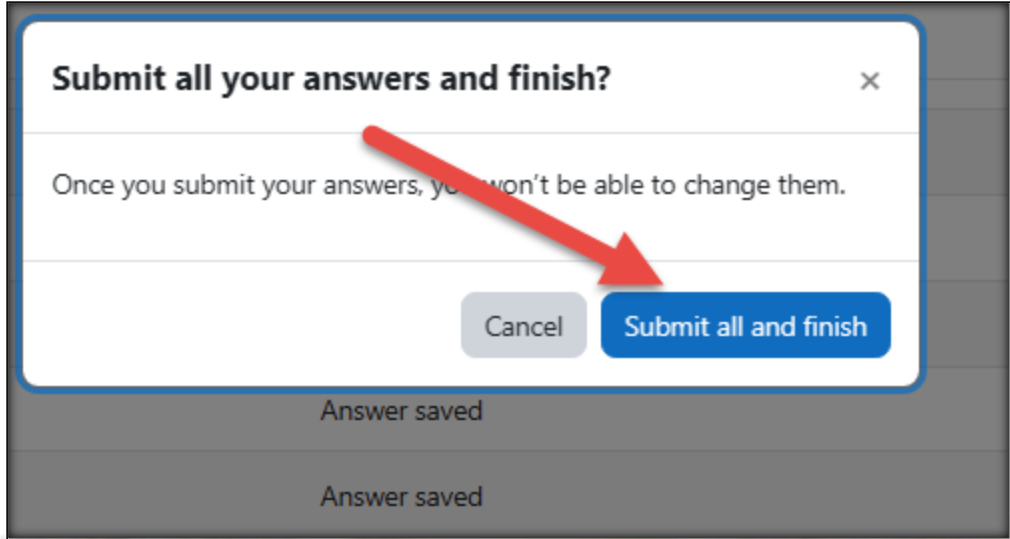 Submit all your answers and finish?
×
Once you submit your answers, you won't be able to change them.
Cancel
Submit all and finish
Answer saved
Answer saved